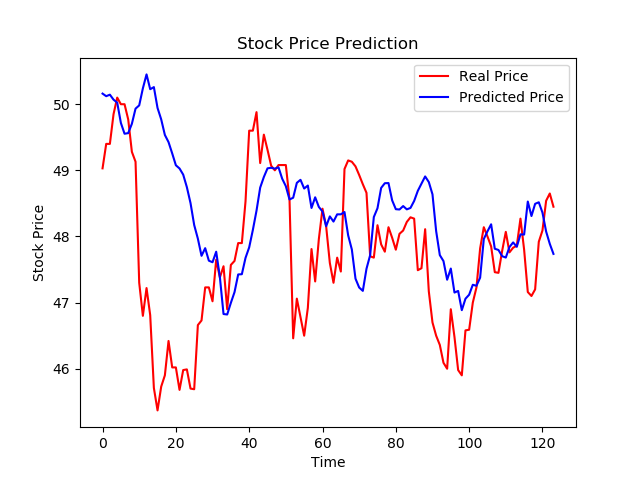 Stock Price Prediction
Real Price
Predicted Price
Stock Price
50
49
48
47
46
0 20 40 60 80 100 120
Time